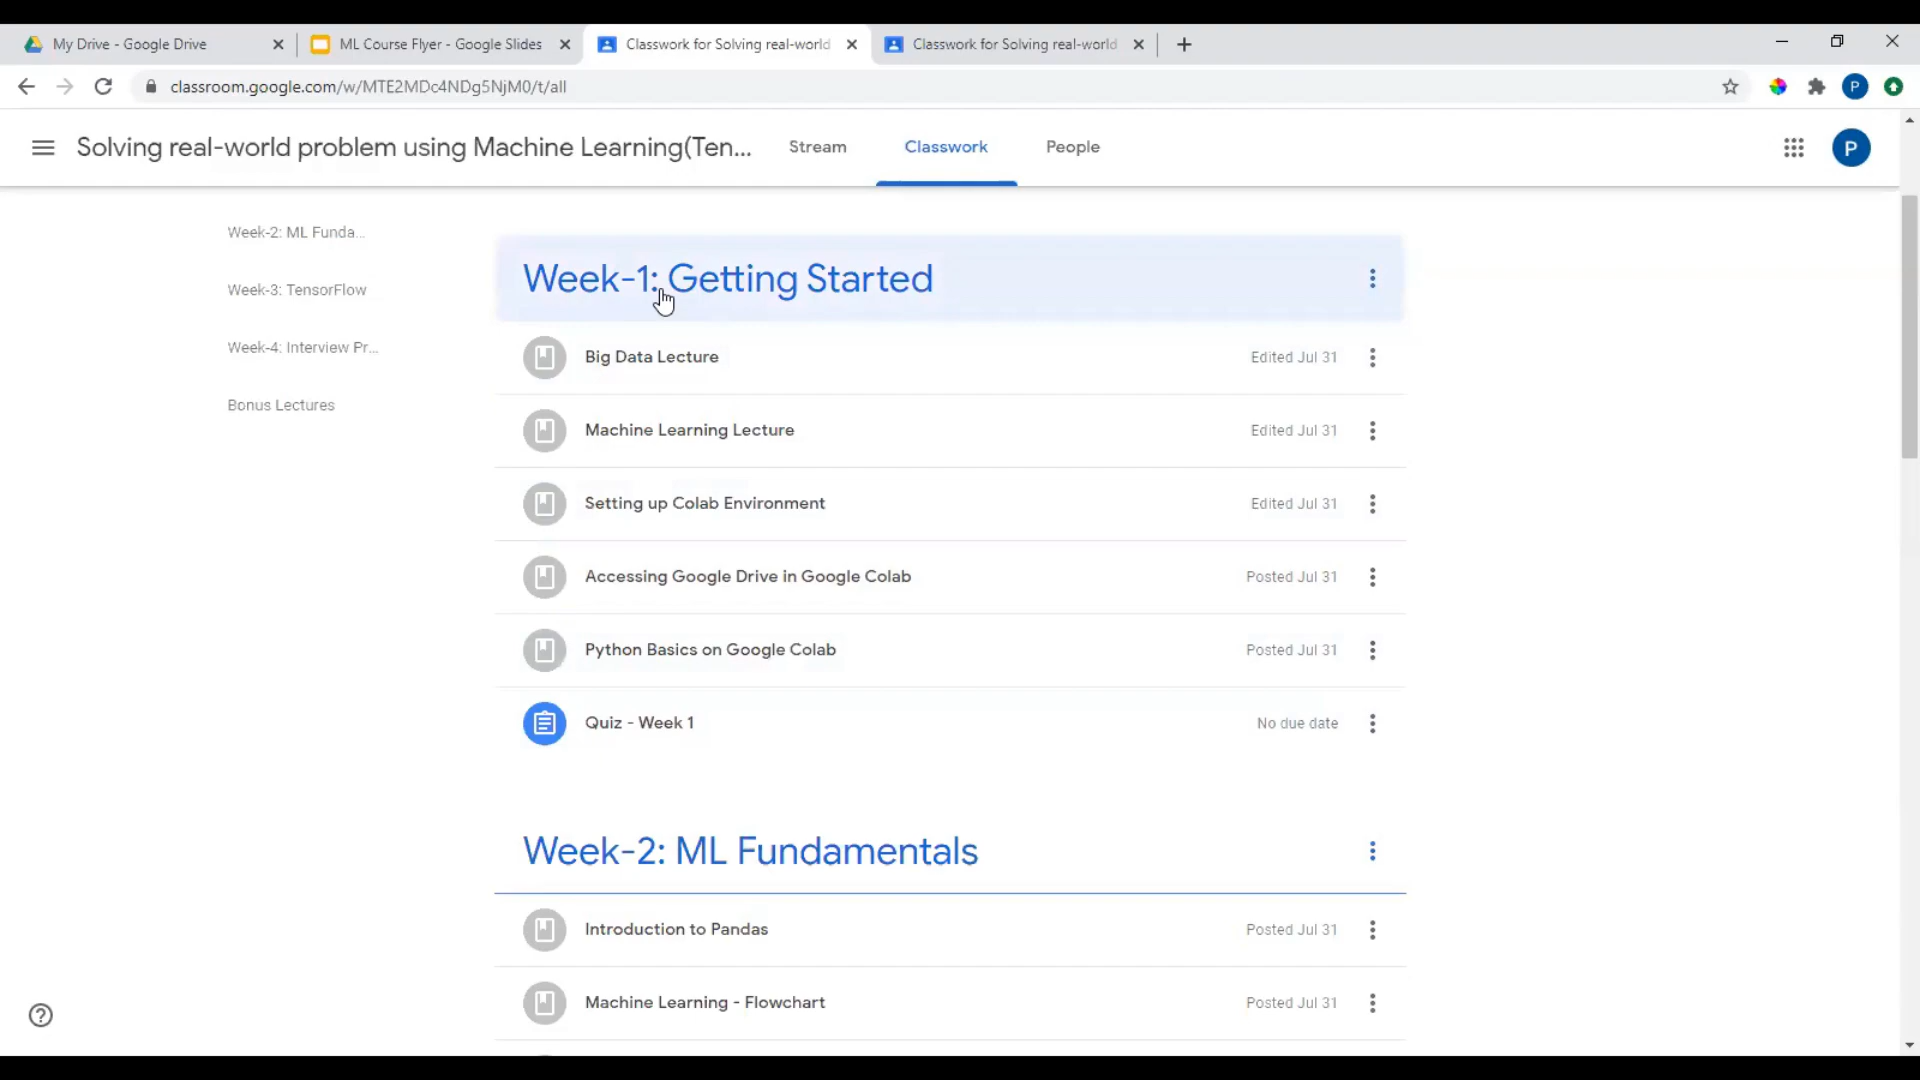 My Drive - Google Drive
ML Course Flyer - Google Slides
Classwork for Solving real-world
Classwork for Solving real-world
classroom.google.com/w/MTE2MDc4NDg5NjM0/t/all
P
Solving real-world problem using Machine Learning(Ten...
Stream
Classwork
People
P
Week-2: ML Funda...
Week-3: TensorFlow
Week-4: Interview Pr...
Bonus Lectures
Week-1: Getting Started
Big Data Lecture
Edited Jul 31
Machine Learning Lecture
Edited Jul 31
Setting up Colab Environment
Edited Jul 31
Accessing Google Drive in Google Colab
Posted Jul 31
Python Basics on Google Colab
Posted Jul 31
Quiz - Week 1
No due date
Week-2: ML Fundamentals
Introduction to Pandas
Posted Jul 31
Machine Learning - Flowchart
Posted Jul 31